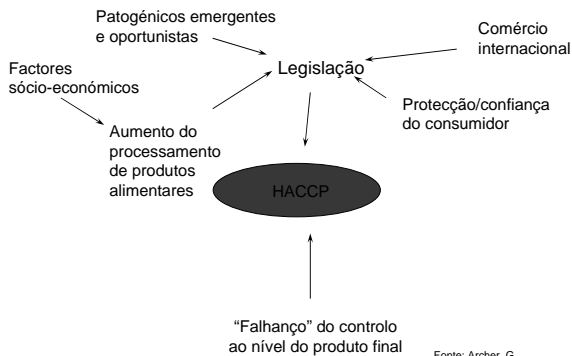 Patogénicos emergentes
e oportunistas
Comércio
internacional
Factores
sócio-económicos
Legislação
Protecção/confiança
do consumidor
Aumento do
processamento
de produtos
alimentares
HACCP
“Falhanço” do controlo
ao nível do produto final
Fonte: Archer, G.